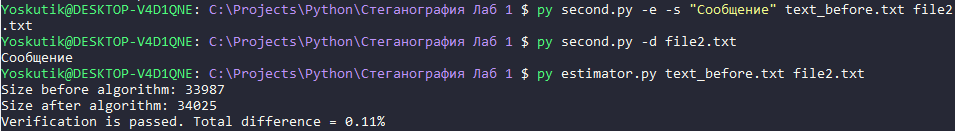 Yoskutik@DESKTOP-V4D1QNE: C:\Projects\Python\Стеганография Лаб 1 $ py second.py -e -s "Сообщение" text_before.txt file2
.txt
Yoskutik@DESKTOP-V4D1QNE: C:\Projects\Python\Стеганография Лаб 1 $ py second.py -d file2.txt
Сообщение
Yoskutik@DESKTOP-V4D1QNE: C:\Projects\Python\Стеганография Лаб 1 $ py estimator.py text_before.txt file2.txt
Size before algorithm: 33987
Size after algorithm: 34025
Verification is passed. Total difference = 0.11%